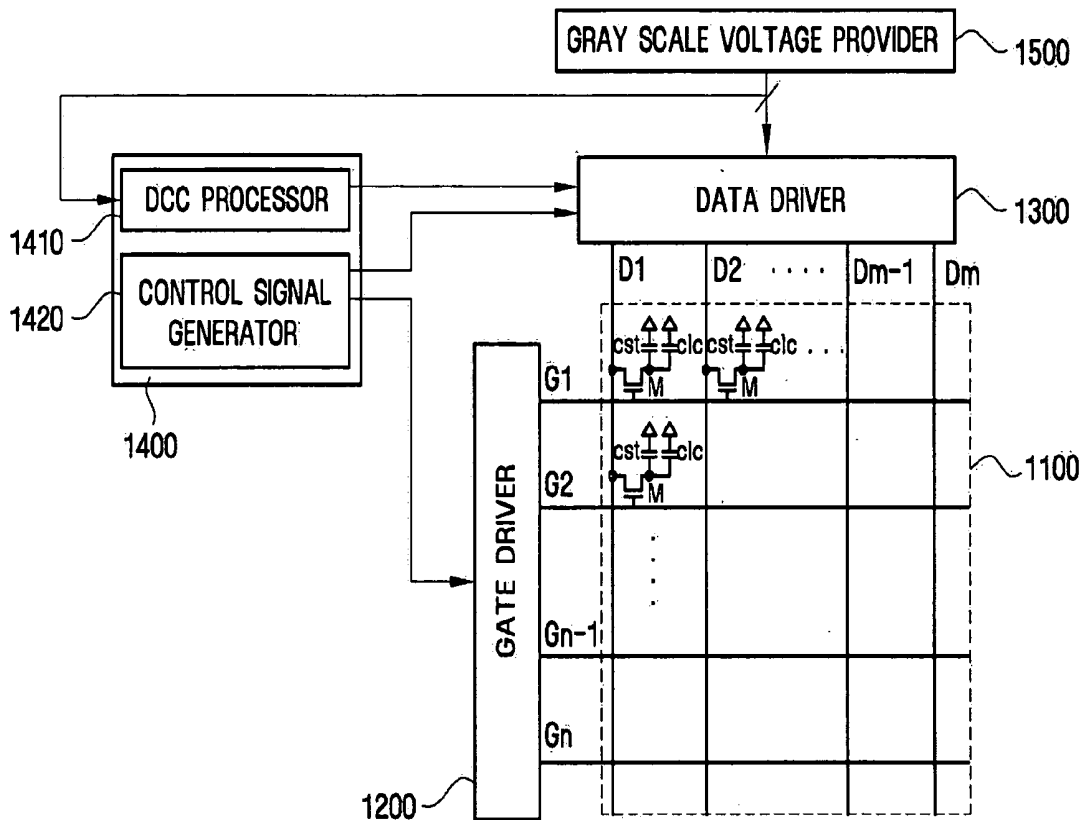 GRAY SCALE VOLTAGE PROVIDER
1500
DCC PROCESSOR
1410
DATA DRIVER
1300
CONTROL SIGNAL
GENERATOR
1420
1400
D1 D2 .... Dm-1 Dm
cst clc cst clc ...
G1 M M
cst clc
G2 M
1100
GATE DRIVER
Gn-1
Gn
1200